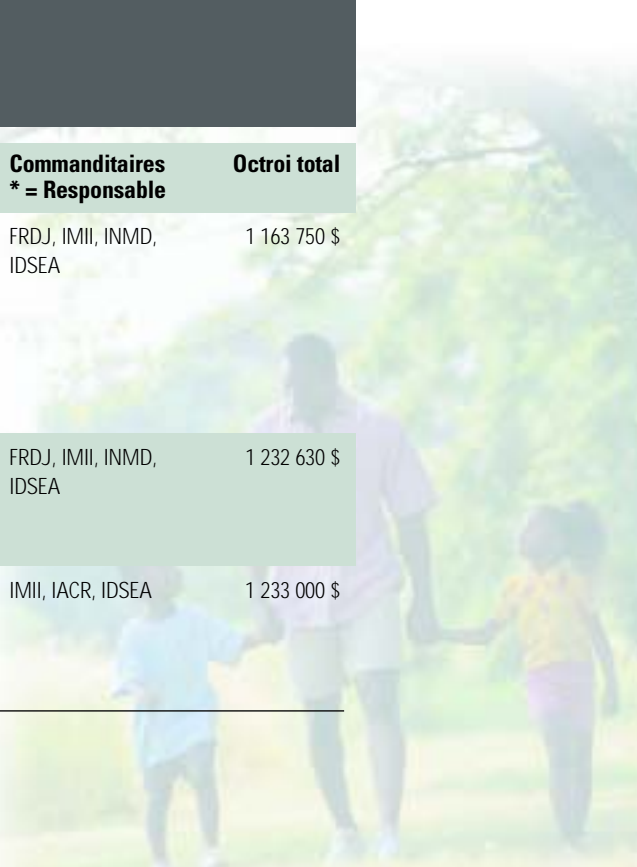 Commanditaires Octroi total
* = Responsable
FRDJ, IMII, INMD, 1 163 750 $
IDSEA
FRDJ, IMII, INMD, 1 232 630 $
IDSEA
IMII, IACR, IDSEA 1 233 000 $